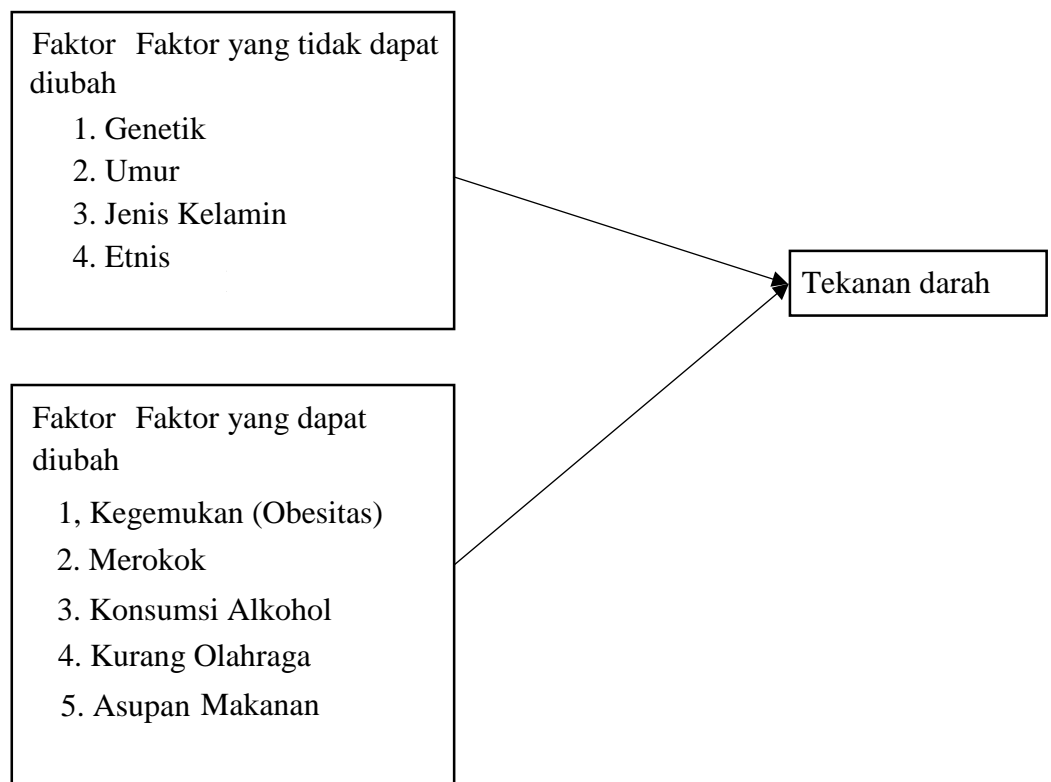 Faktor Faktor yang tidak dapat
diubah
1. Genetik
2. Umur
3. Jenis Kelamin
4. Etnis
Tekanan darah
Faktor Faktor yang dapat
diubah
1, Kegemukan (Obesitas)
2. Merokok
3. Konsumsi Alkohol
4. Kurang Olahraga
5. Asupan Makanan